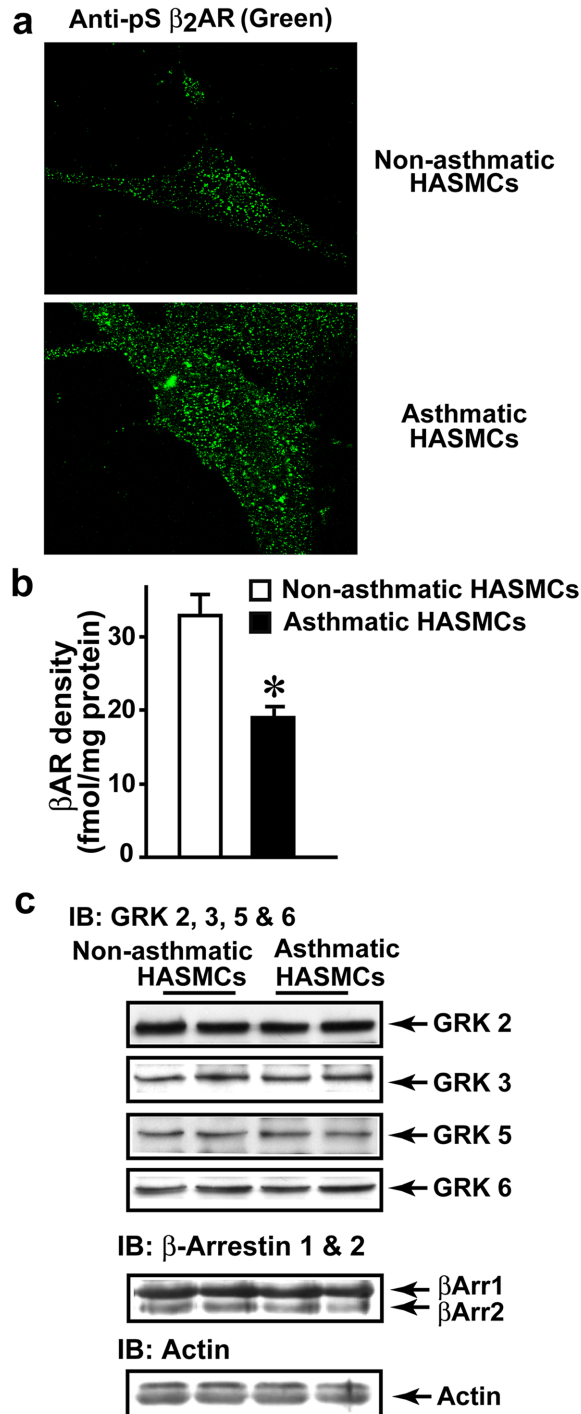 a
Anti-pS β2AR (Green)
Non-asthmatic
HASMCs
Asthmatic
HASMCs
b
Non-asthmatic HASMCs
Asthmatic HASMCs
βAR density
(fmol/mg protein)
30
20
10
0
*
c
IB: GRK 2, 3, 5 & 6
Non-asthmatic
HASMCs
Asthmatic
HASMCs
GRK 2
GRK 3
GRK 5
GRK 6
IB: β-Arrestin 1 & 2
βArr1
βArr2
IB: Actin
Actin